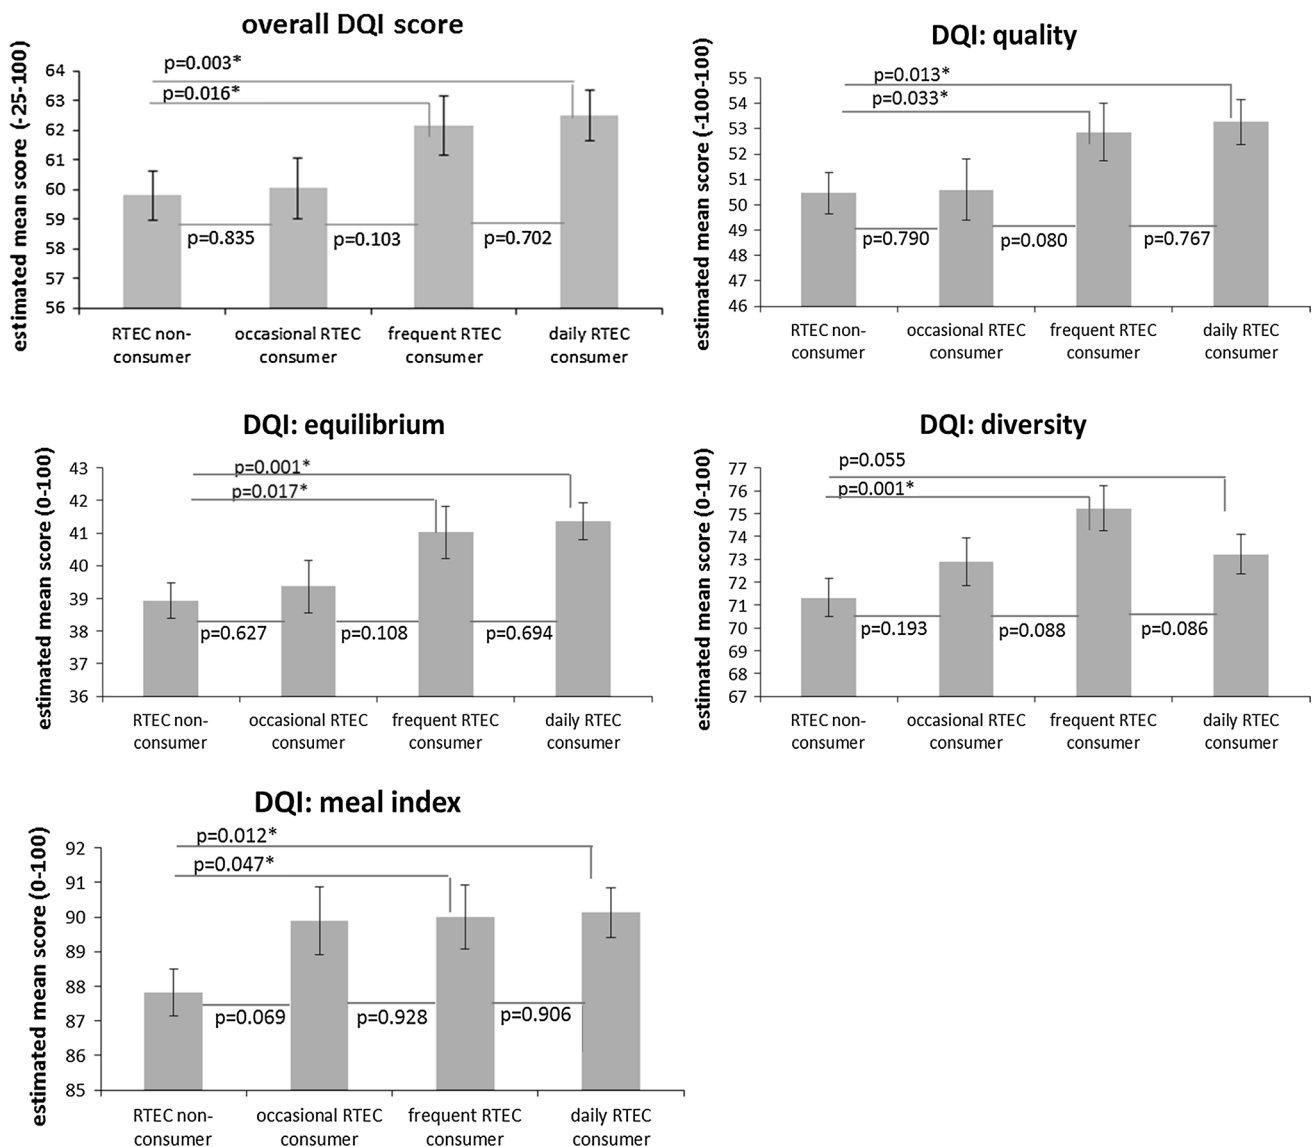 overall DQI score
estimated mean score (-25-100)
64
63
62
61
60
59
58
57
56
p=0.003*
p=0.016*
p=0.835
p=0.103
p=0.702
RTEC non-
consumer
occasional RTEC
consumer
frequent RTEC
consumer
daily RTEC
consumer
DQI: quality
estimated mean score (-100-100)
55
54
53
52
51
50
49
48
47
46
p=0.013*
p=0.033*
p=0.790
p=0.080
p=0.767
RTEC non-
consumer
occasional RTEC
consumer
frequent RTEC
consumer
daily RTEC
consumer
DQI: equilibrium
estimated mean score (0-100)
43
42
41
40
39
38
37
36
p=0.001*
p=0.017*
p=0.627
p=0.108
p=0.694
RTEC non-
consumer
occasional RTEC
consumer
frequent RTEC
consumer
daily RTEC
consumer
DQI: diversity
estimated mean score (0-100)
77
76
75
74
73
72
71
70
69
68
67
p=0.055
p=0.001*
p=0.193
p=0.088
p=0.086
RTEC non-
consumer
occasional RTEC
consumer
frequent RTEC
consumer
daily RTEC
consumer
DQI: meal index
estimated mean score (0-100)
92
91
90
89
88
87
86
85
p=0.012*
p=0.047*
p=0.069
p=0.928
p=0.906
RTEC non-
consumer
occasional RTEC
consumer
frequent RTEC
consumer
daily RTEC
consumer